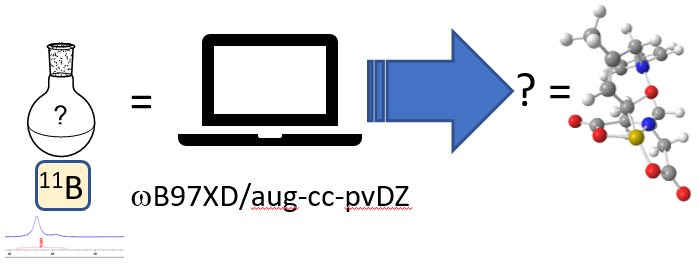 ?
=
? =
11B
ωB97XD/aug-cc-pvDZ